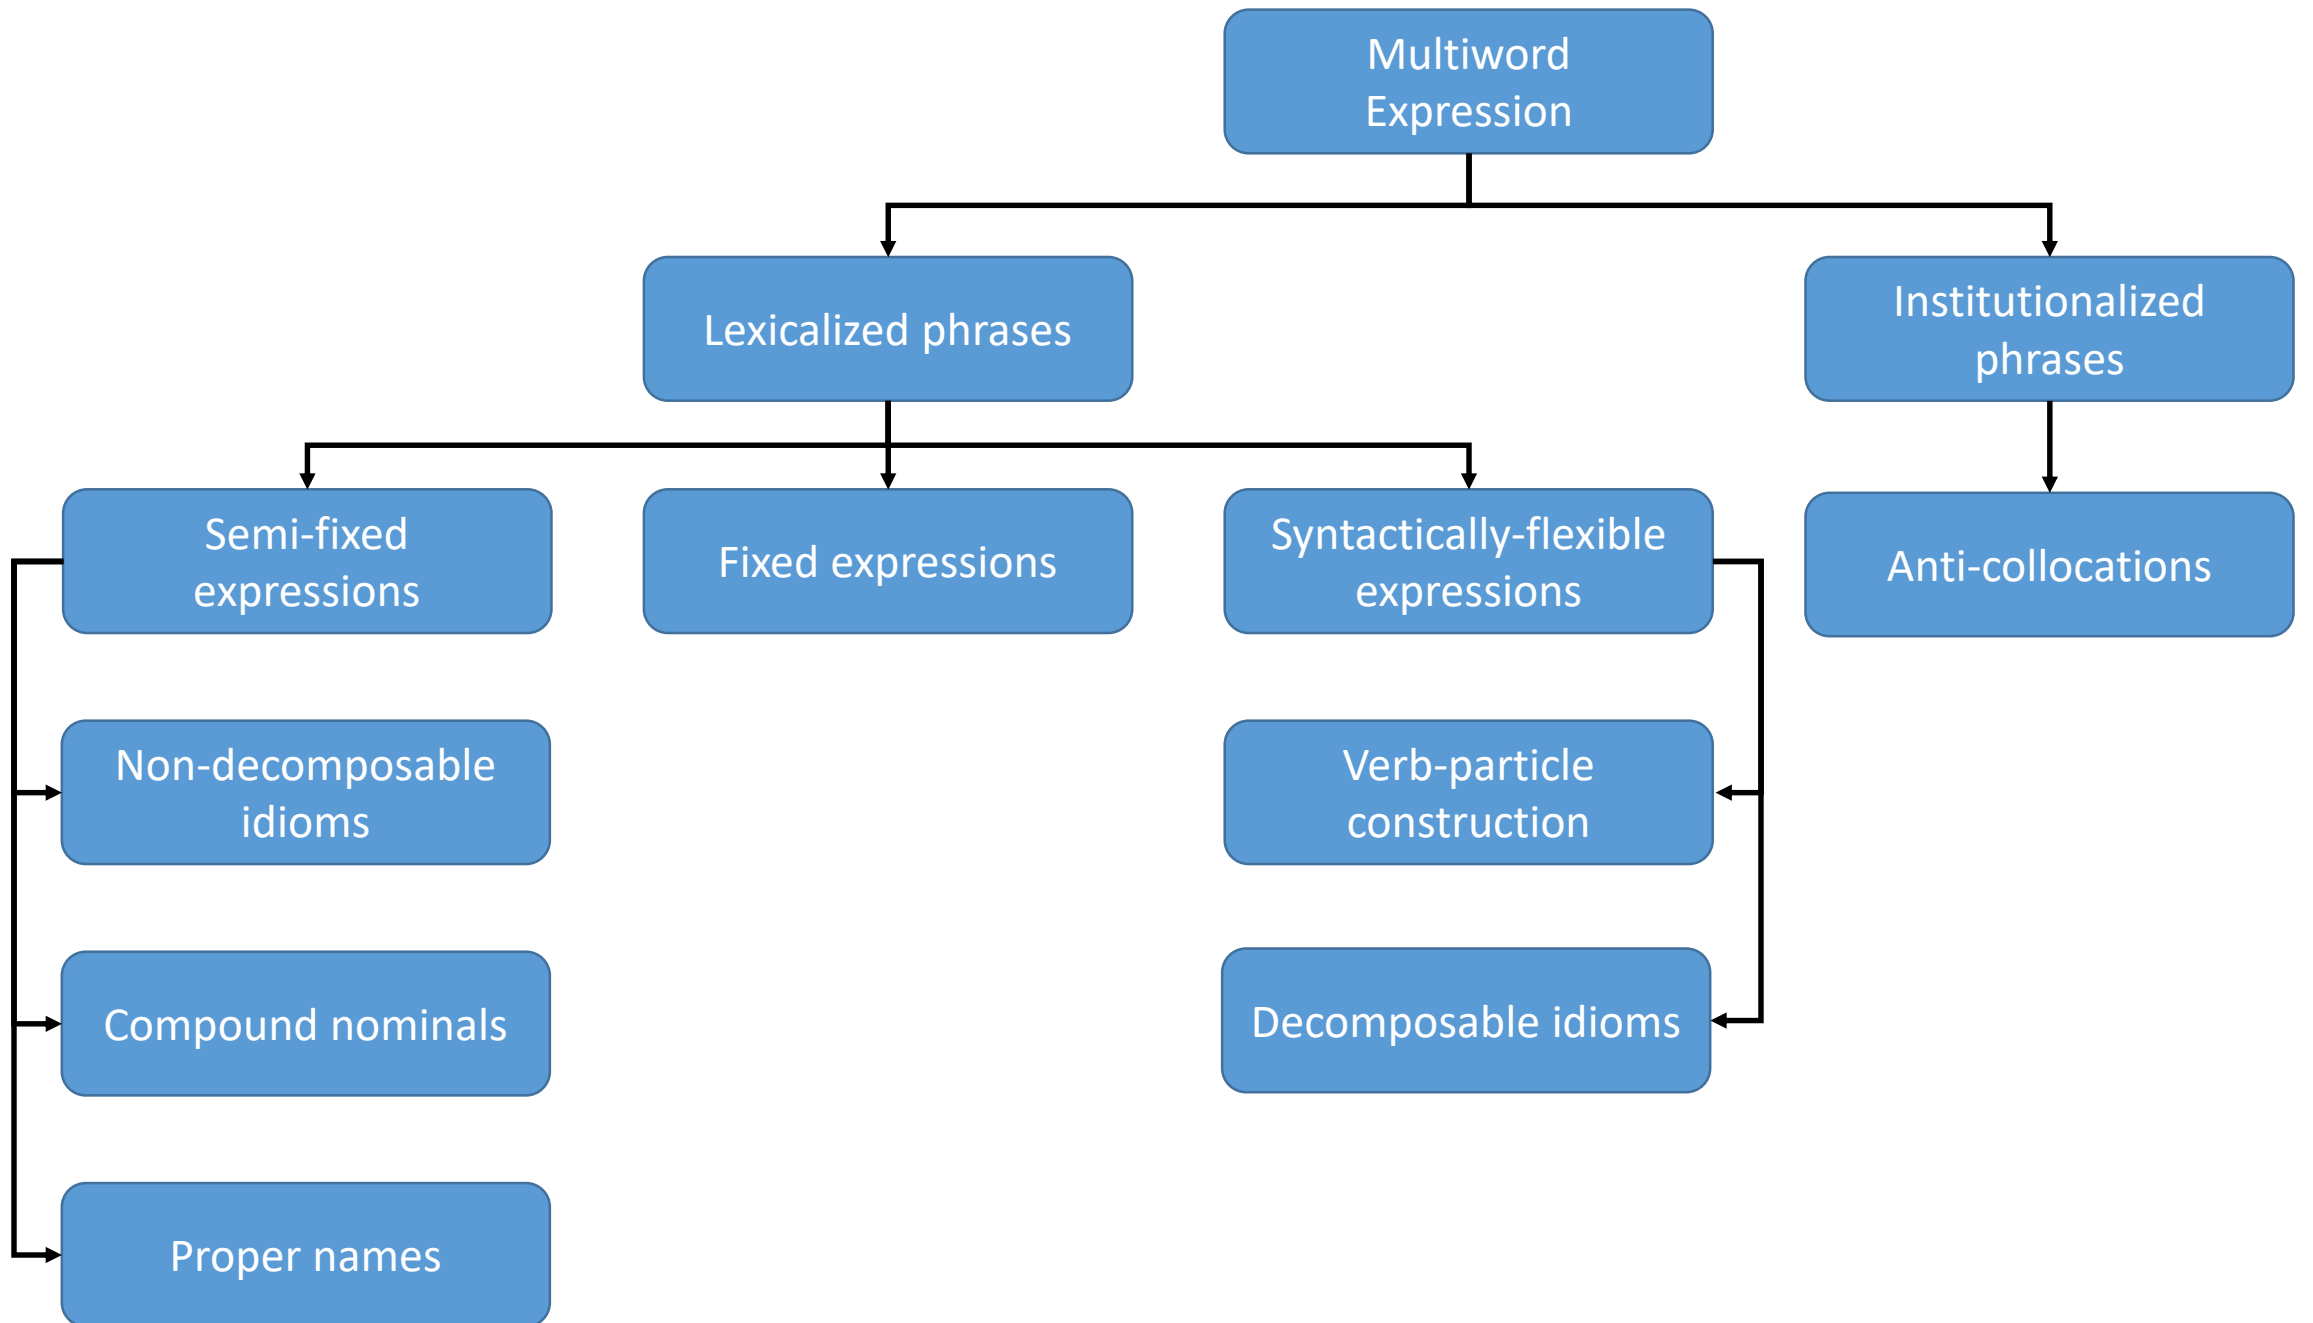 Multiword
Expression
Lexicalized phrases
Institutionalized
phrases
Semi-fixed
expressions
Fixed expressions
Syntactically-flexible
expressions
Anti-collocations
Non-decomposable
idioms
Verb-particle
construction
Compound nominals
Decomposable idioms
Proper names